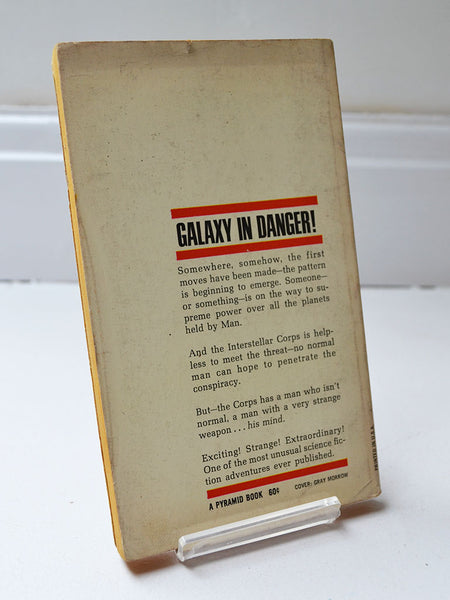 GALAXY IN DANGER!
Somewhere, somehow, the first
moves have been made—the pattern
is beginning to emerge. Someone—
or something—is on the way to su-
preme power over all the planets
held by Man.
And the Interstellar Corps is help-
less to meet the threat—no normal
man can hope to penetrate the
conspiracy.
But—the Corps has a man who isn't
normal, a man with a very strange
weapon . . . his mind.
Exciting! Strange! Extraordinary!
One of the most unusual science fic-
tion adventures ever published.
A PYRAMID BOOK 60¢ COVER: GRAY MORROW
PRINTED IN U.S.A.